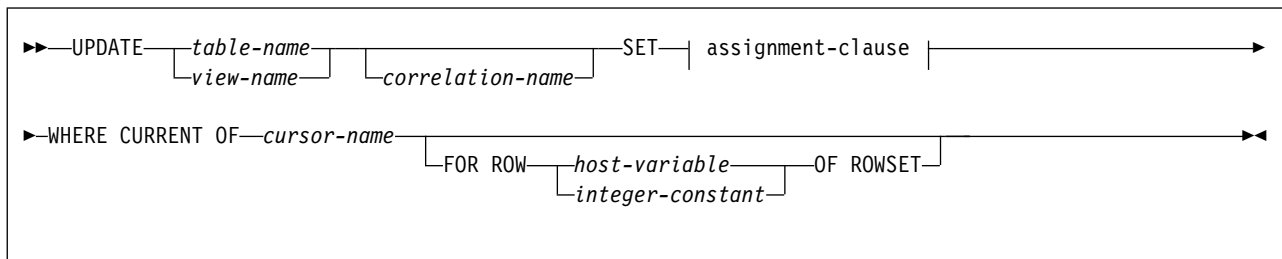 UPDATE table-name SET assignment-clause
view-name correlation-name
WHERE CURRENT OF cursor-name
FOR ROW host-variable OF ROWSET
integer-constant